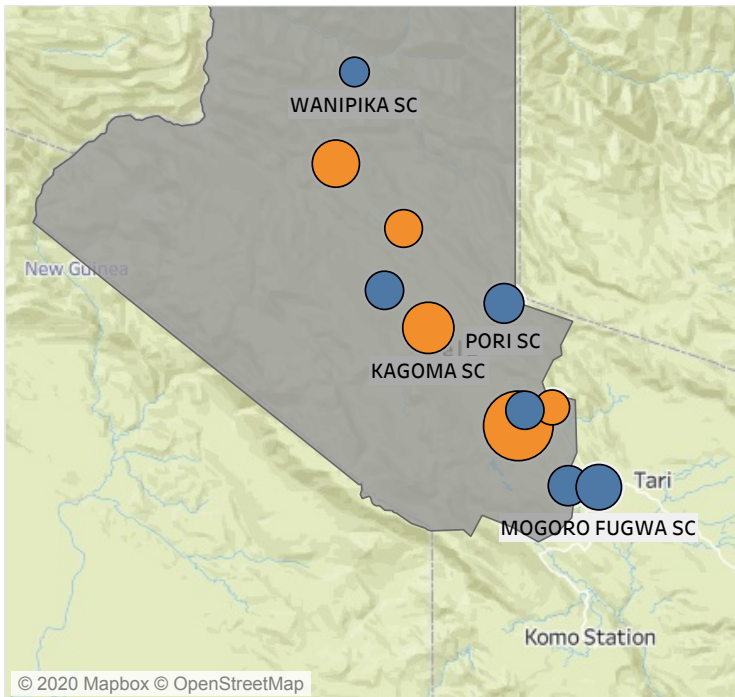 WANIPIKA SC
New Guinea
PORI SC
KAGOMA SC
Tari
MOGORO FUGWA SC
Komo Station
© 2020 Mapbox © OpenStreetMap